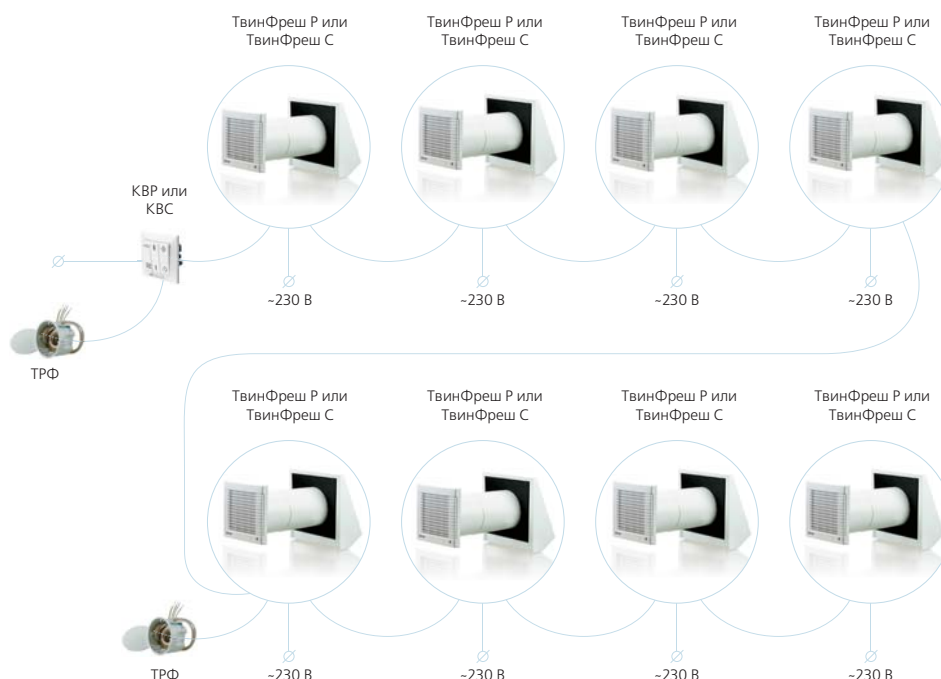 ТвинФреш Р или
ТвинФреш С
ТвинФреш Р или
ТвинФреш С
ТвинФреш Р или
ТвинФреш С
ТвинФреш Р или
ТвинФреш С
КВР или
КВС
~230 В
~230 В
~230 В
~230 В
ТРФ
ТвинФреш Р или
ТвинФреш С
ТвинФреш Р или
ТвинФреш С
ТвинФреш Р или
ТвинФреш С
ТвинФреш Р или
ТвинФреш С
ТРФ
~230 В
~230 В
~230 В
~230 В